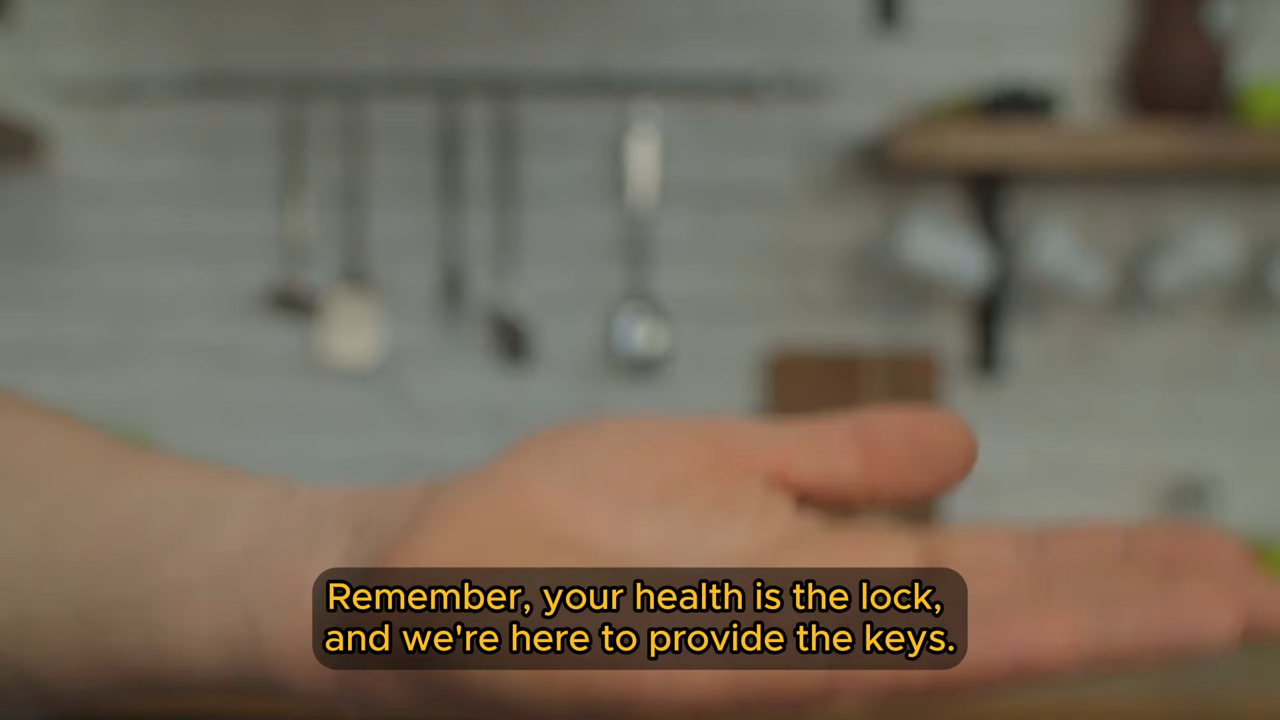 Remember, your health is the lock,
and we're here to provide the keys.